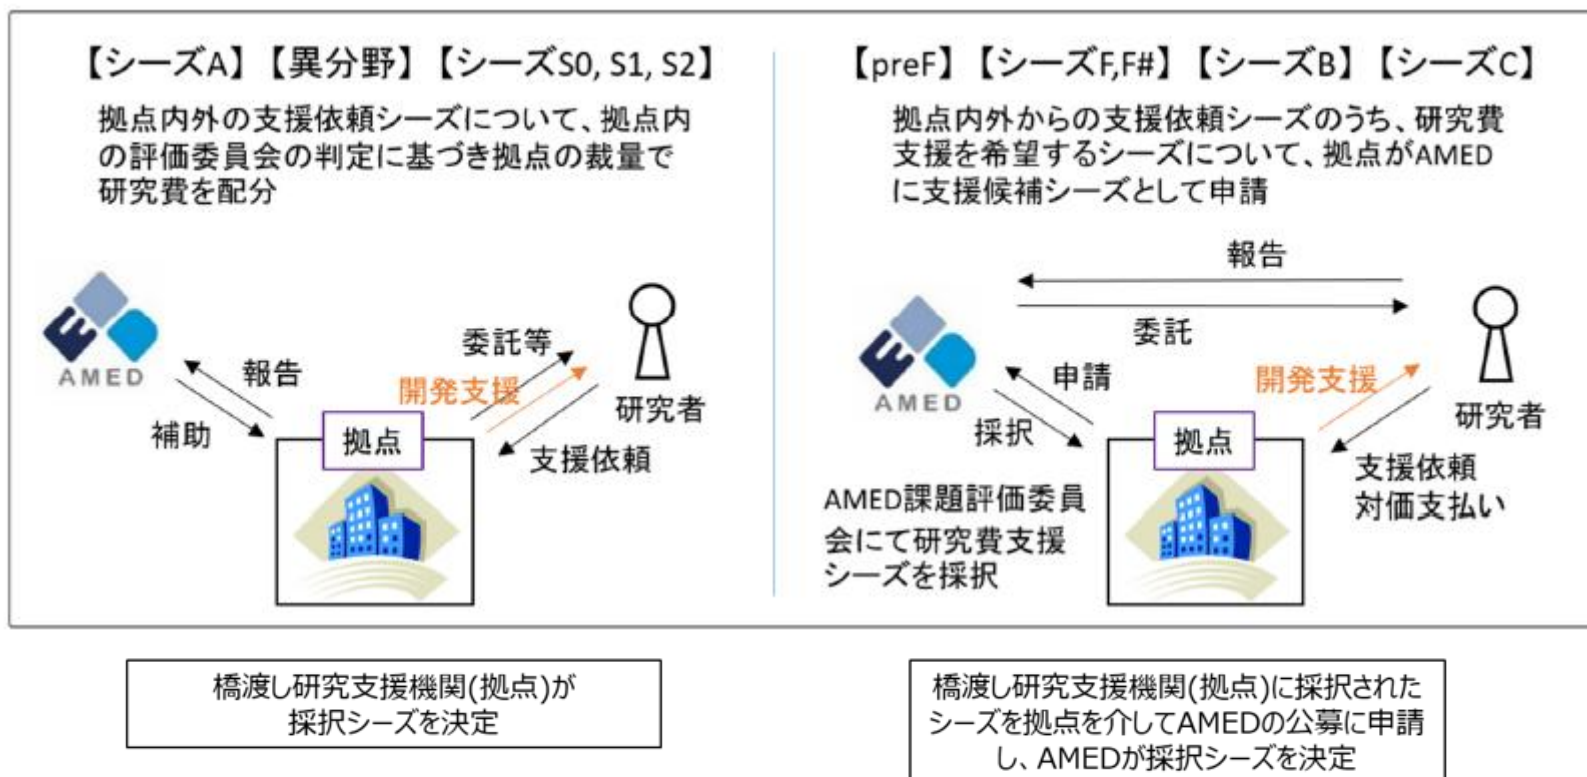 【シーズA】【異分野】【シーズS0, S1, S2】
拠点内外の支援依頼シーズについて、拠点内
の評価委員会の判定に基づき拠点の裁量で
研究費を配分
AMED
報告
補助
拠点
委託等
開発支援
支援依頼
研究者
【preF】【シーズF,F#】【シーズB】【シーズC】
拠点内外からの支援依頼シーズのうち、研究費
支援を希望するシーズについて、拠点がAMED
に支援候補シーズとして申請
報告
委託
AMED
申請
採択
拠点
開発支援
研究者
支援依頼
対価支払い
AMED課題評価委員
会にて研究費支援
シーズを採択
橋渡し研究支援機関(拠点)が
採択シーズを決定
橋渡し研究支援機関(拠点)に採択された
シーズを拠点を介してAMEDの公募に申請
し、AMEDが採択シーズを決定